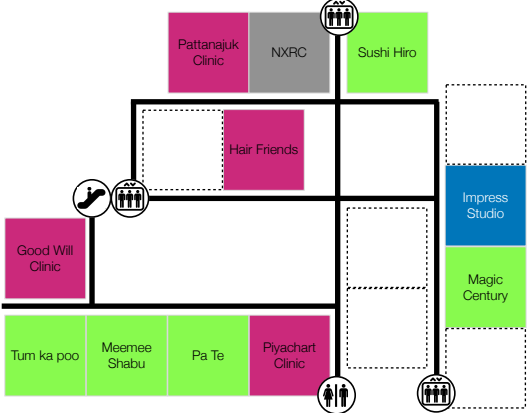 Pattanajuk
Clinic
NXRC
Sushi Hiro
Hair Friends
Impress
Studio
Good Will
Clinic
Magic
Century
Tum ka poo
Meemee
Shabu
Pa Te
Piyachart
Clinic